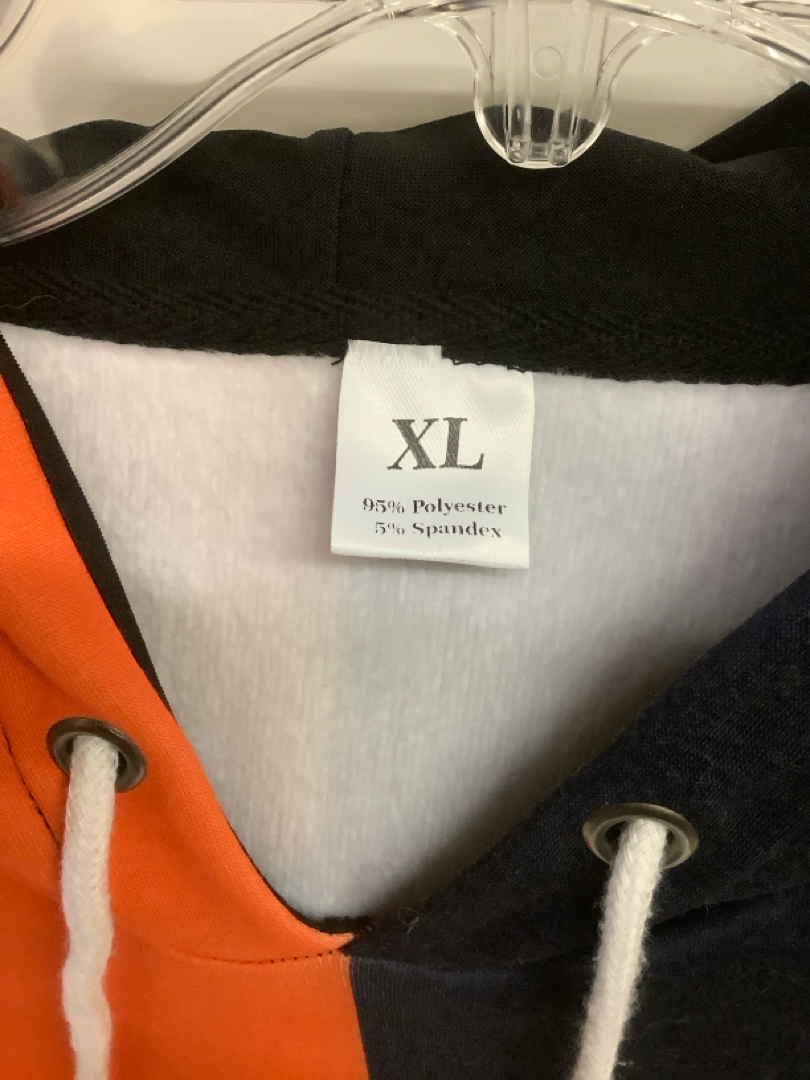 XL
95% Polyester
5% Spandex